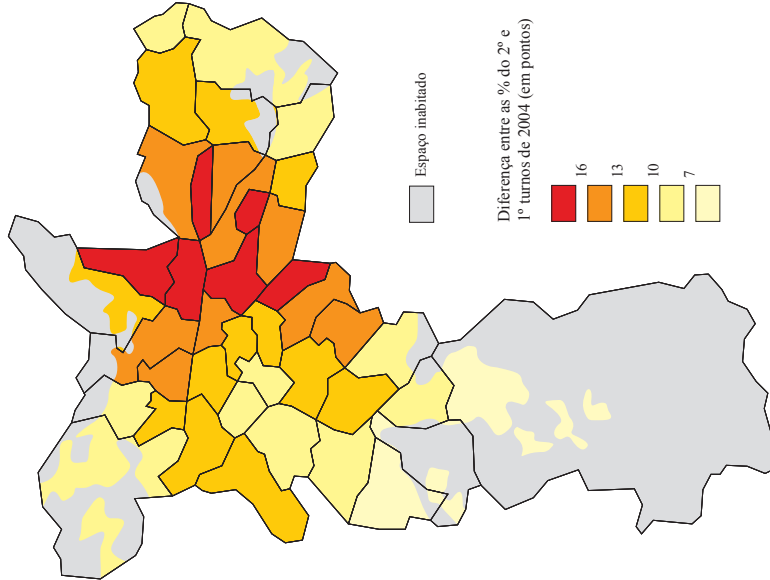 Espaço inabitado
Diferença entre as % do 2º e
1º turnos de 2004 (em pontos)
16
13
10
7